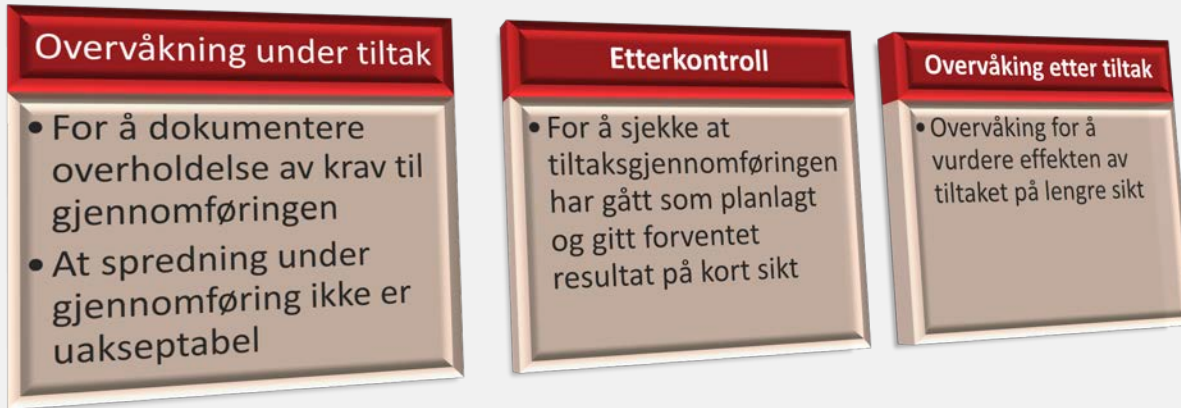 Overvåkning under tiltak
• For å dokumentere
overholdelse av krav til
gjennomføringen
• At spredning under
gjennomføring ikke er
uakseptabel
Etterkontroll
• For å sjekke at
tiltaksgjennomføringen
har gått som planlagt
og gitt forventet
resultat på kort sikt
Overvåking etter tiltak
• Overvåking for å
vurdere effekten av
tiltaket på lengre sikt